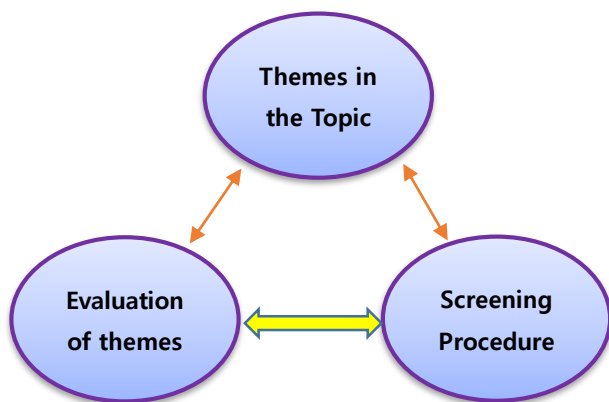 Themes in
the Topic
Evaluation
of themes
Screening
Procedure